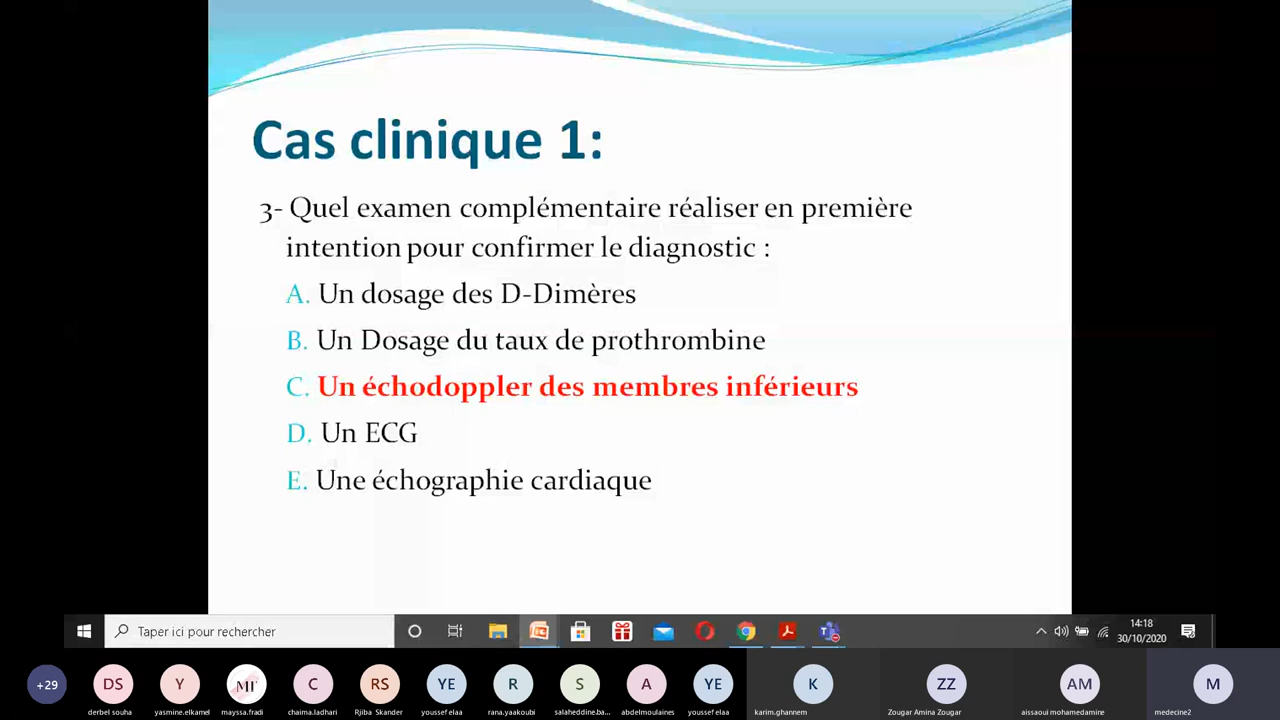 Cas clinique 1:
3- Quel examen complémentaire réaliser en première
intention pour confirmer le diagnostic :
A. Un dosage des D-Dimères
B. Un Dosage du taux de prothrombine
C. Un échodoppler des membres inférieurs
D. Un ECG
E. Une échographie cardiaque
Taper ici pour rechercher
14:18
30/10/2020
+29 DS Y MF C RS YE R S A YE K ZZ AM M
derbel souha yasmine.elkamel mayssa.fradi chaima.ladhari Rjiba Skander youssef elaa rana.yaakoubi salaheddine.ba... abdelmoulaines youssef elaa karim.ghannem Zougar Amina Zougar aissaoui mohamedamine medecine2